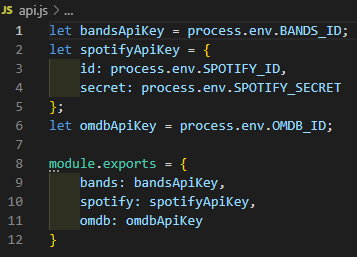 JS api.js > ...
1 let bandsApiKey = process.env.BANDS_ID;
2 let spotifyApiKey = {
3     id: process.env.SPOTIFY_ID,
4     secret: process.env.SPOTIFY_SECRET
5 };
6 let omdbApiKey = process.env.OMDB_ID;
7
8 module.exports = {
9     bands: bandsApiKey,
10     spotify: spotifyApiKey,
11     omdb: omdbApiKey
12 }